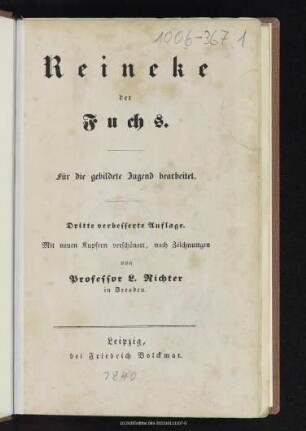 1006-367 1
Reineke
der
Fuchs.
Für die gebildete Jugend bearbeitet.
Dritte verbesserte Auflage.
Mit neuen Kupfern verschönert, nach Zeichnungen
von
Professor L. Richter
in Dresden.
Leipzig,
bei Friedrich Volckmar.
1840